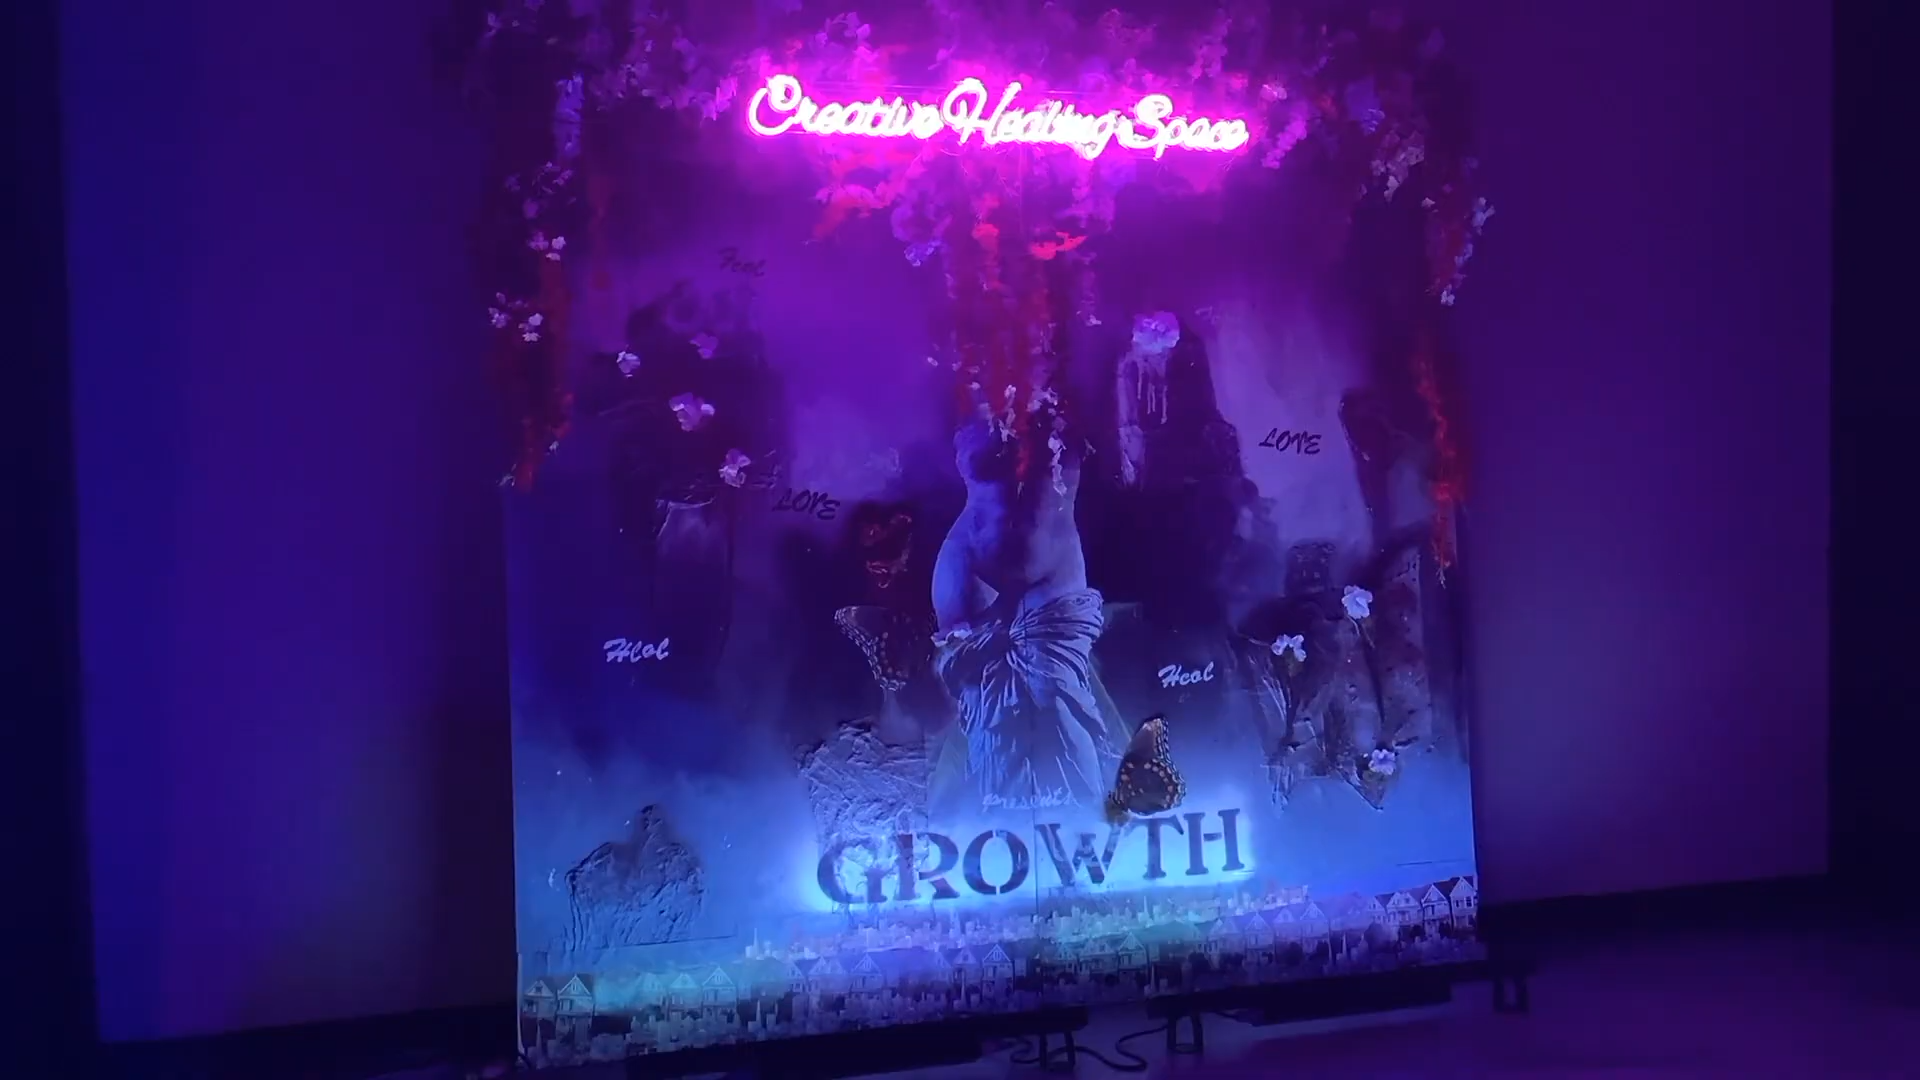 Creative Healing Space
Feel
LOVE
LOVE
Heal
Heal
presents
GROWTH